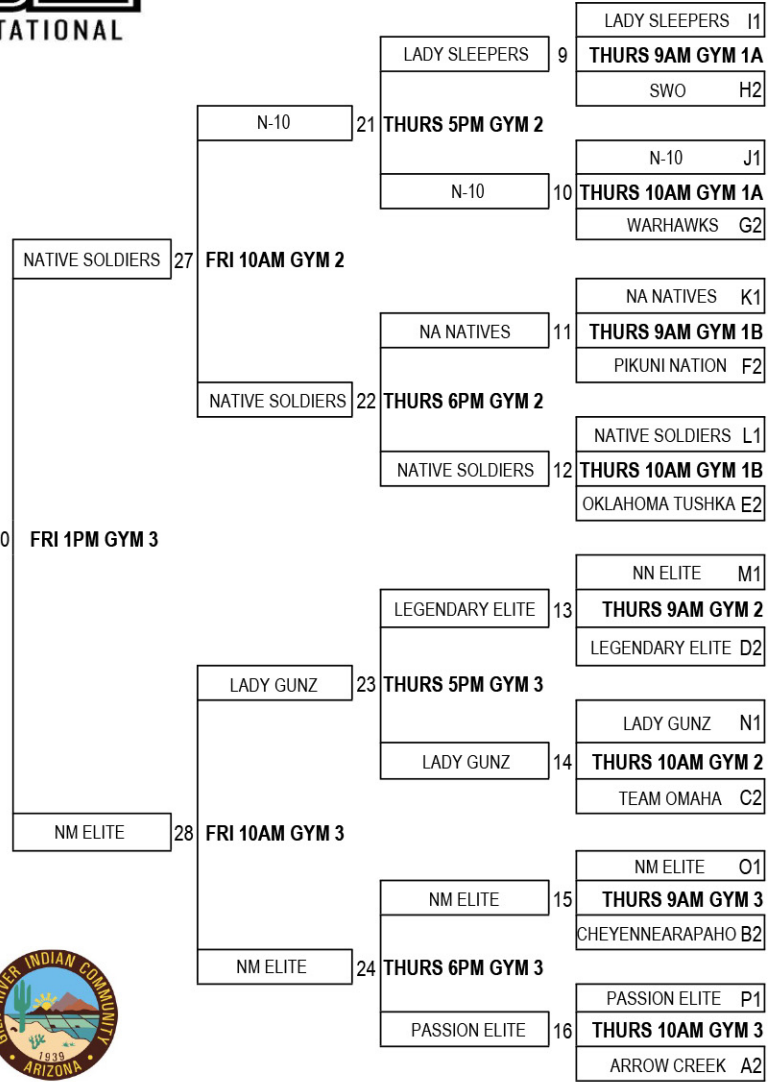 TATIONAL
LADY SLEEPERS I1
LADY SLEEPERS 9 THURS 9AM GYM 1A
SWO H2
N-10 21 THURS 5PM GYM 2
N-10 J1
N-10 10 THURS 10AM GYM 1A
WARHAWKS G2
NATIVE SOLDIERS 27 FRI 10AM GYM 2
NA NATIVES K1
NA NATIVES 11 THURS 9AM GYM 1B
PIKUNI NATION F2
NATIVE SOLDIERS 22 THURS 6PM GYM 2
NATIVE SOLDIERS L1
NATIVE SOLDIERS 12 THURS 10AM GYM 1B
OKLAHOMA TUSHKA E2
0 FRI 1PM GYM 3
NN ELITE M1
LEGENDARY ELITE 13 THURS 9AM GYM 2
LEGENDARY ELITE D2
LADY GUNZ 23 THURS 5PM GYM 3
LADY GUNZ N1
LADY GUNZ 14 THURS 10AM GYM 2
TEAM OMAHA C2
NM ELITE 28 FRI 10AM GYM 3
NM ELITE O1
NM ELITE 15 THURS 9AM GYM 3
CHEYENNEARAPAHO B2
NM ELITE 24 THURS 6PM GYM 3
PASSION ELITE P1
PASSION ELITE 16 THURS 10AM GYM 3
ARROW CREEK A2
RIVER INDIAN COMMUNITY
1939
ARIZONA